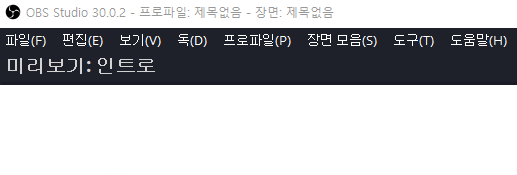 OBS Studio 30.0.2 - 프로파일: 제목없음 - 장면: 제목없음
파일(F) 편집(E) 보기(V) 독(D) 프로파일(P) 장면 모음(S) 도구(T) 도움말(H)
미리보기: 인트로